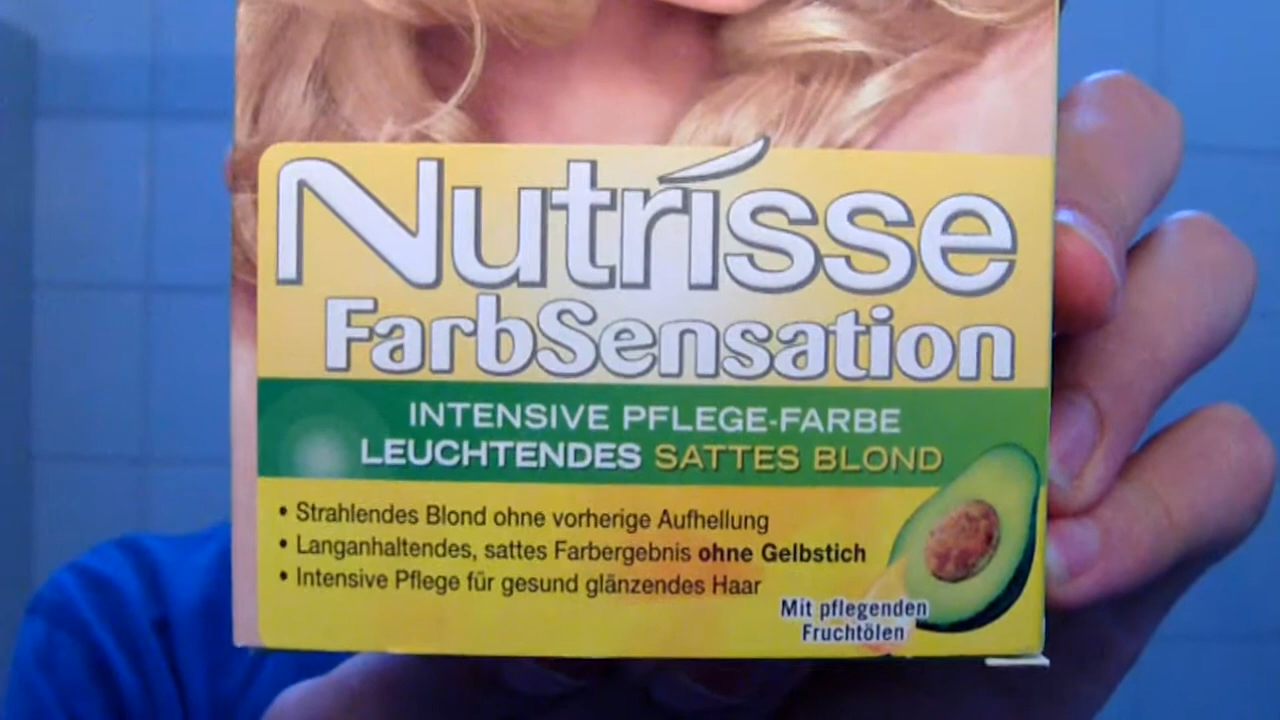 Nutrisse
FarbSensation
INTENSIVE PFLEGE-FARBE
LEUCHTENDES SATTES BLOND
• Strahlendes Blond ohne vorherige Aufhellung
• Langanhaltendes, sattes Farbergebnis ohne Gelbstich
• Intensive Pflege für gesund glänzendes Haar
Mit pflegenden
Fruchtölen